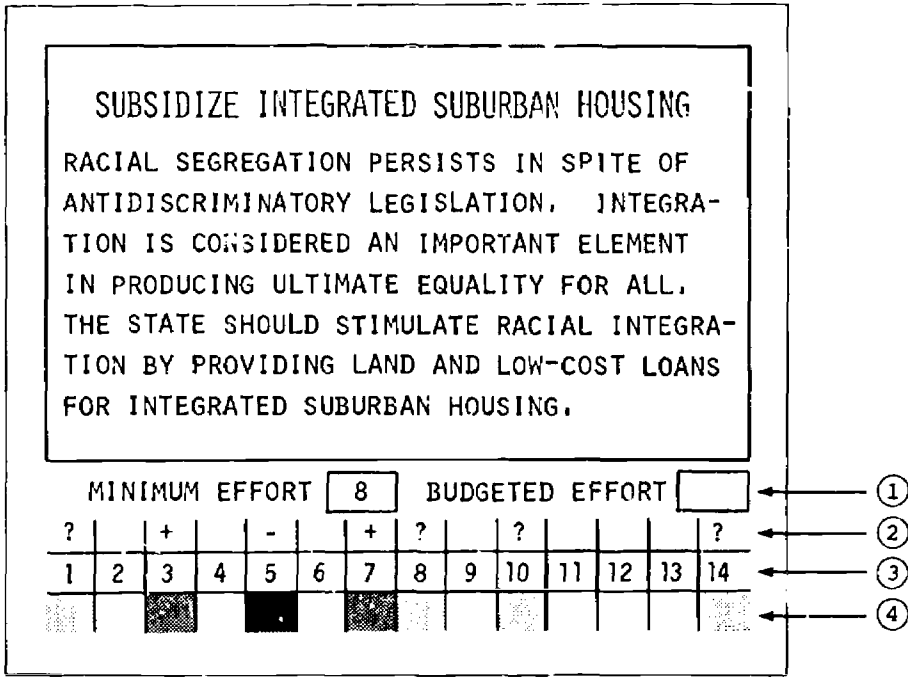 SUBSIDIZE INTEGRATED SUBURBAN HOUSING
RACIAL SEGREGATION PERSISTS IN SPITE OF
ANTIDISCRIMINATORY LEGISLATION. INTEGRA-
TION IS CONSIDERED AN IMPORTANT ELEMENT
IN PRODUCING ULTIMATE EQUALITY FOR ALL.
THE STATE SHOULD STIMULATE RACIAL INTEGRA-
TION BY PROVIDING LAND AND LOW-COST LOANS
FOR INTEGRATED SUBURBAN HOUSING.
MINIMUM EFFORT 8 BUDGETED EFFORT 1
? + - + ? ? ? 2
1 2 3 4 5 6 7 8 9 10 11 12 13 14 3
4